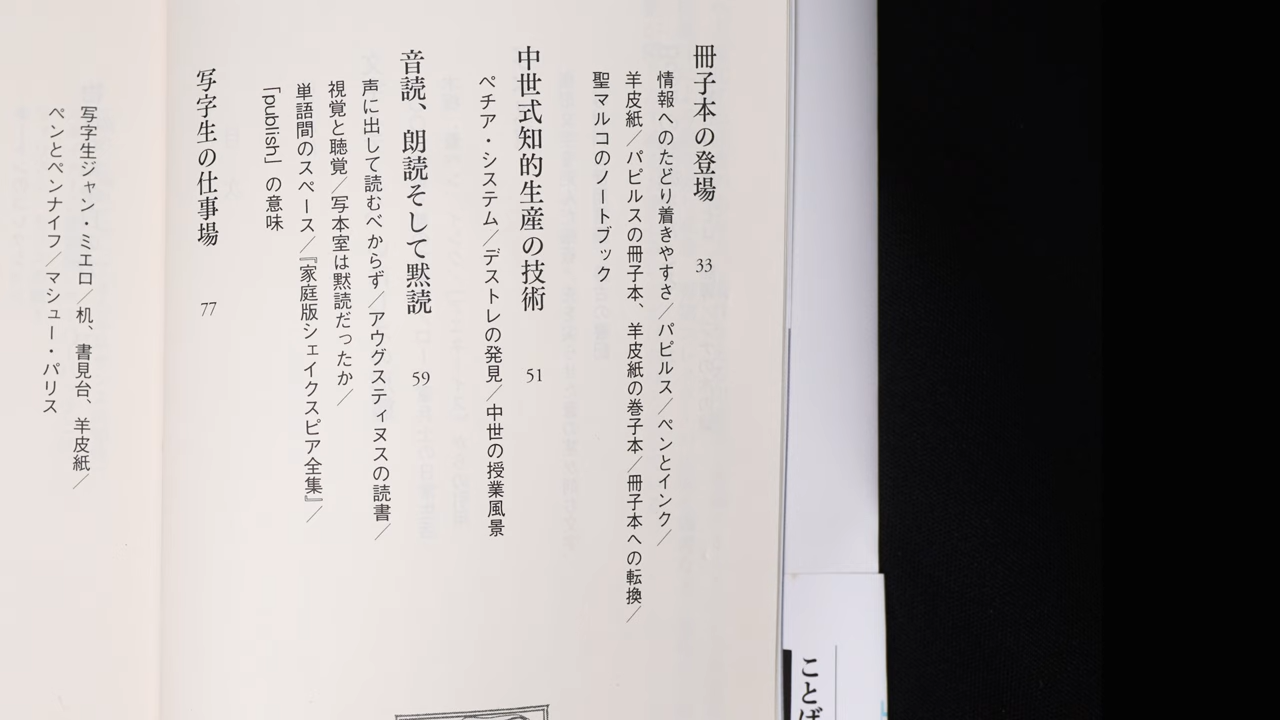 冊子本の登場 33
情報へのたどり着きやすさ／パピルス／ペンとインク／
羊皮紙／パピルスの冊子本、羊皮紙の巻子本／冊子本への転換／
聖マルコのノートブック
中世式知的生産の技術 51
ペチア・システム／デストレの発見／中世の授業風景
音読、朗読そして黙読 59
声に出して読むべからず／アウグスティヌスの読書／
視覚と聴覚／写本室は黙読だったか／
単語間のスペース／『家庭版シェイクスピア全集』／
「publish」の意味
写字生の仕事場 77
写字生ジャン・ミエロ／机、書見台、羊皮紙／
ペンとペンナイフ／マシュー・パリス
ことば